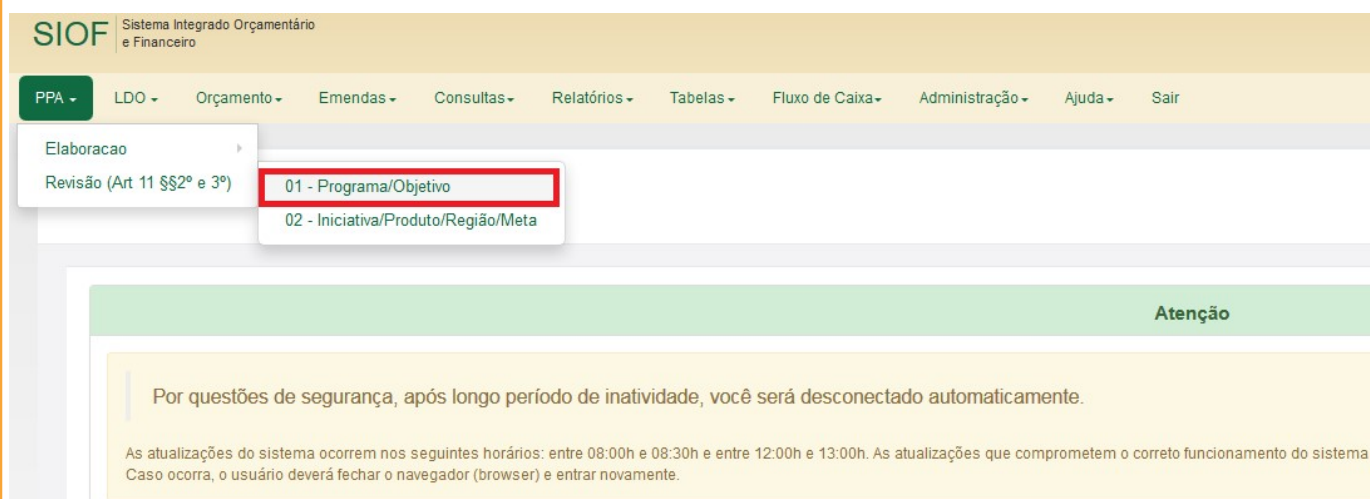 SIOF
Sistema Integrado Orçamentário
e Financeiro
PPA
LDO
Orçamento
Emendas
Consultas
Relatórios
Tabelas
Fluxo de Caixa
Administração
Ajuda
Sair
Elaboracao
Revisão (Art 11 §§2º e 3º)
01 - Programa/Objetivo
02 - Iniciativa/Produto/Região/Meta
Atenção
Por questões de segurança, após longo período de inatividade, você será desconectado automaticamente.
As atualizações do sistema ocorrem nos seguintes horários: entre 08:00h e 08:30h e entre 12:00h e 13:00h. As atualizações que comprometem o correto funcionamento do sistema
Caso ocorra, o usuário deverá fechar o navegador (browser) e entrar novamente.